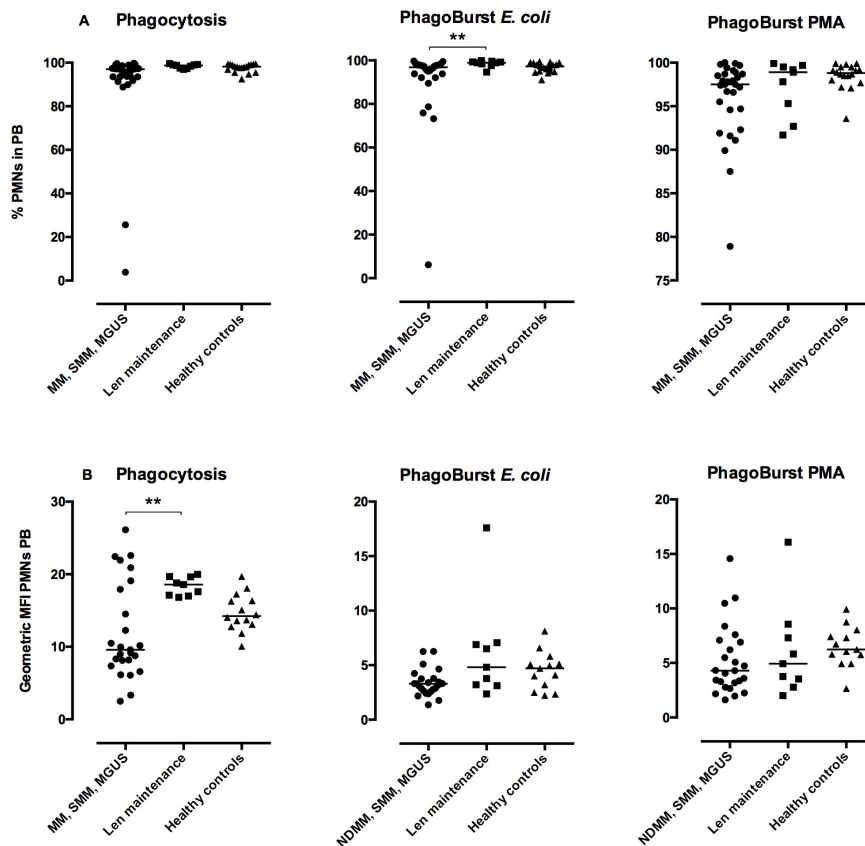 A Phagocytosis
PhagoBurst E. coli
PhagoBurst PMA
% PMNs in PB
100
80
60
40
20
0
MM, SMM, MGUS
Len maintenance
Healthy controls
**
100
80
60
40
20
0
MM, SMM, MGUS
Len maintenance
Healthy controls
100
95
90
85
80
75
MM, SMM, MGUS
Len maintenance
Healthy controls
B Phagocytosis
PhagoBurst E. coli
PhagoBurst PMA
Geometric MFI PMNs PB
**
30
20
10
0
MM, SMM, MGUS
Len maintenance
Healthy controls
20
15
10
5
0
NDMM, SMM, MGUS
Len maintenance
Healthy controls
20
15
10
5
0
NDMM, SMM, MGUS
Len maintenance
Healthy controls